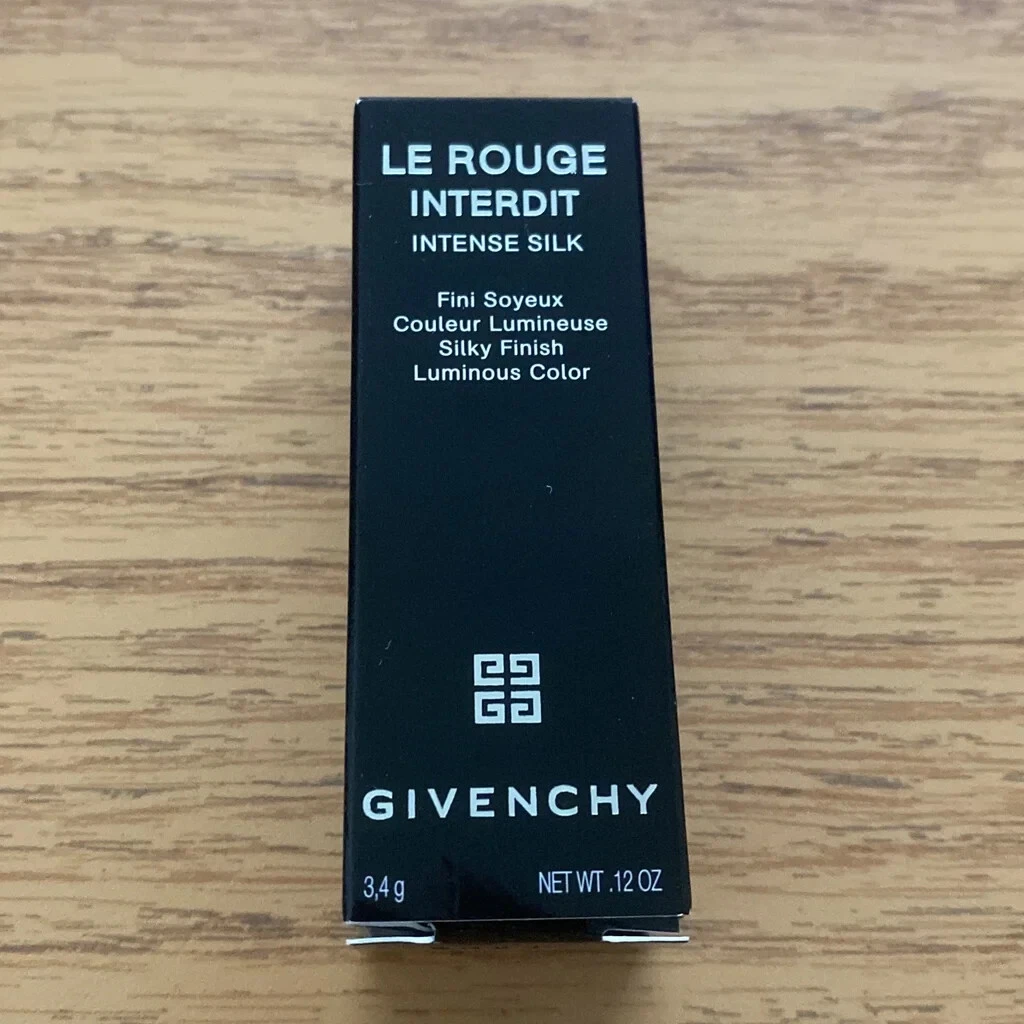 LE ROUGE
INTERDIT
INTENSE SILK
Fini Soyeux
Couleur Lumineuse
Silky Finish
Luminous Color
GIVENCHY
3,4 g NET WT .12 OZ